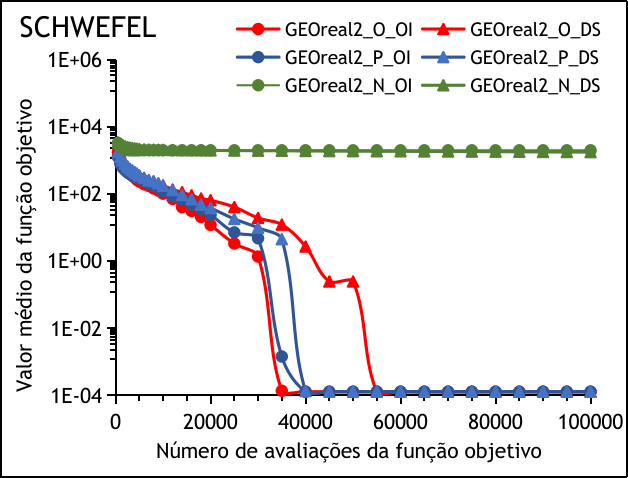 SCHWEFEL
GEOreal2_O_OI GEOreal2_O_DS
GEOreal2_P_OI GEOreal2_P_DS
GEOreal2_N_OI GEOreal2_N_DS
Valor médio da função objetivo
1E+06
1E+04
1E+02
1E+00
1E-02
1E-04
0 20000 40000 60000 80000 100000
Número de avaliações da função objetivo